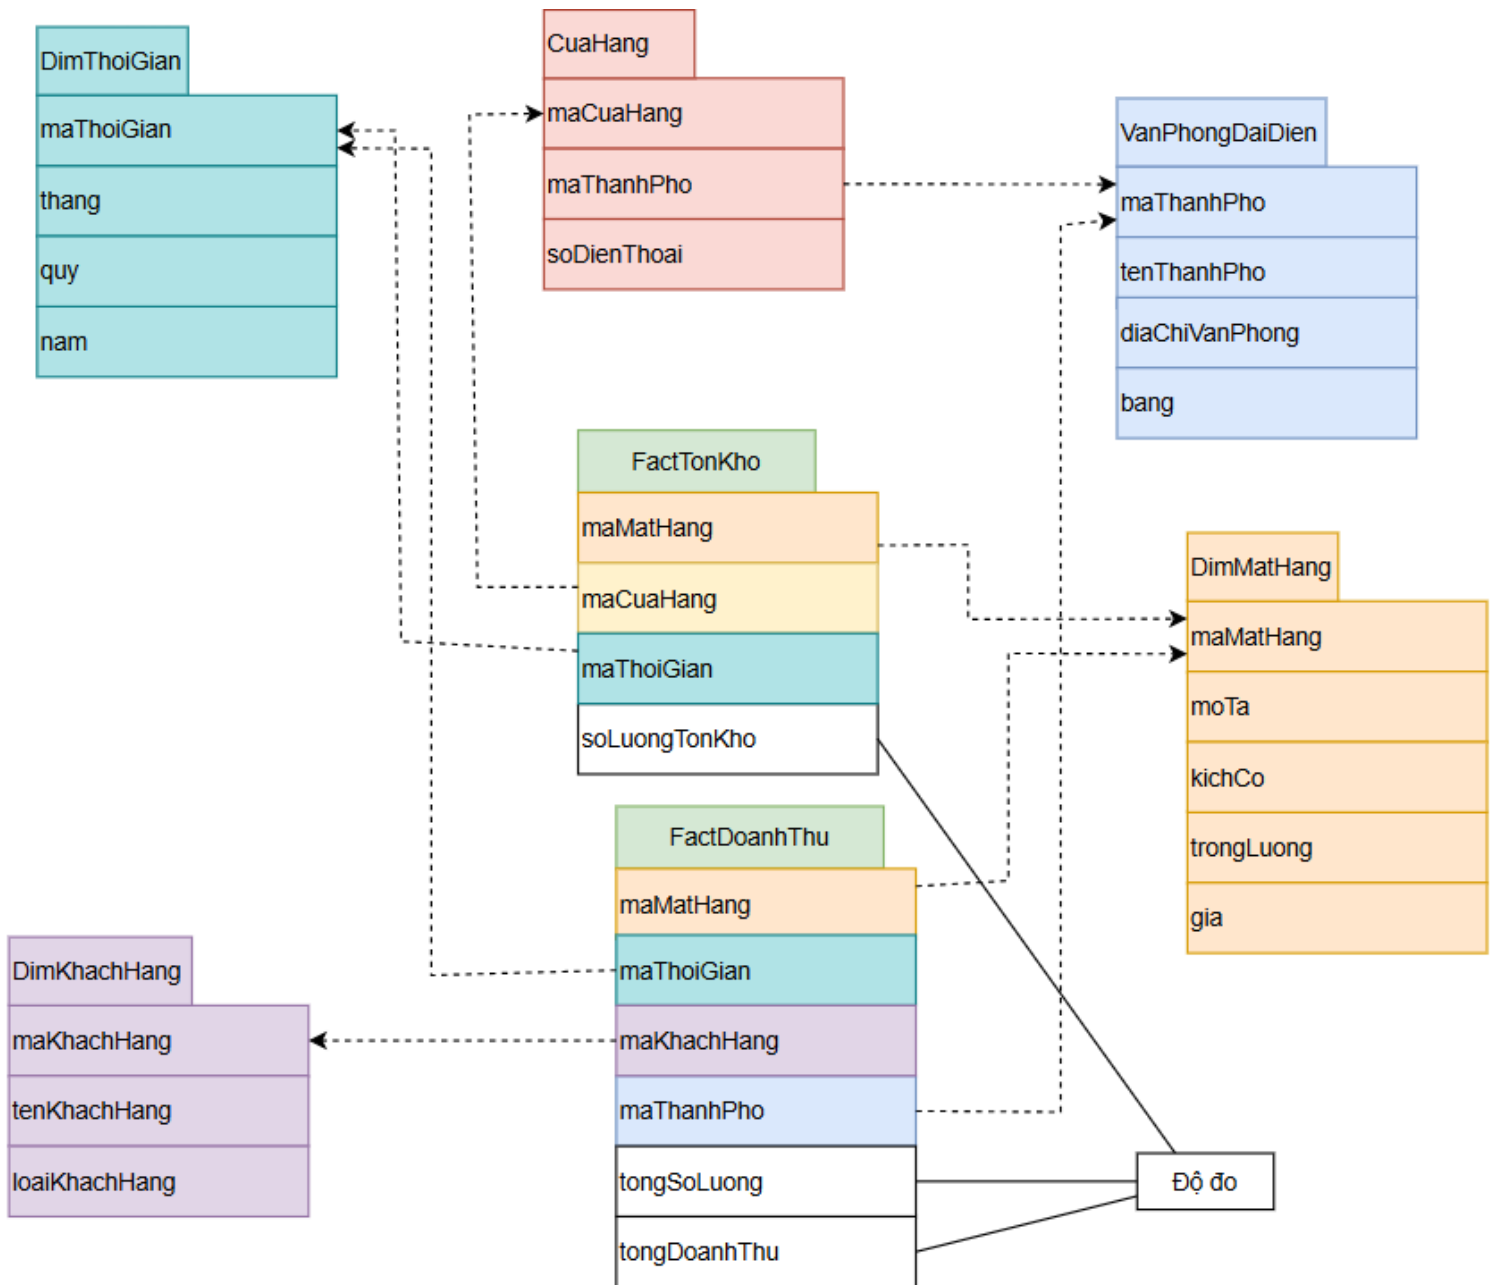 DimThoiGian
maThoiGian
thang
quy
nam
CuaHang
maCuaHang
maThanhPho
soDienThoai
VanPhongDaiDien
maThanhPho
tenThanhPho
diaChiVanPhong
bang
FactTonKho
maMatHang
maCuaHang
maThoiGian
soLuongTonKho
DimMatHang
maMatHang
moTa
kichCo
trongLuong
gia
FactDoanhThu
maMatHang
maThoiGian
maKhachHang
maThanhPho
tongSoLuong
tongDoanhThu
DimKhachHang
maKhachHang
tenKhachHang
loaiKhachHang
Độ đo